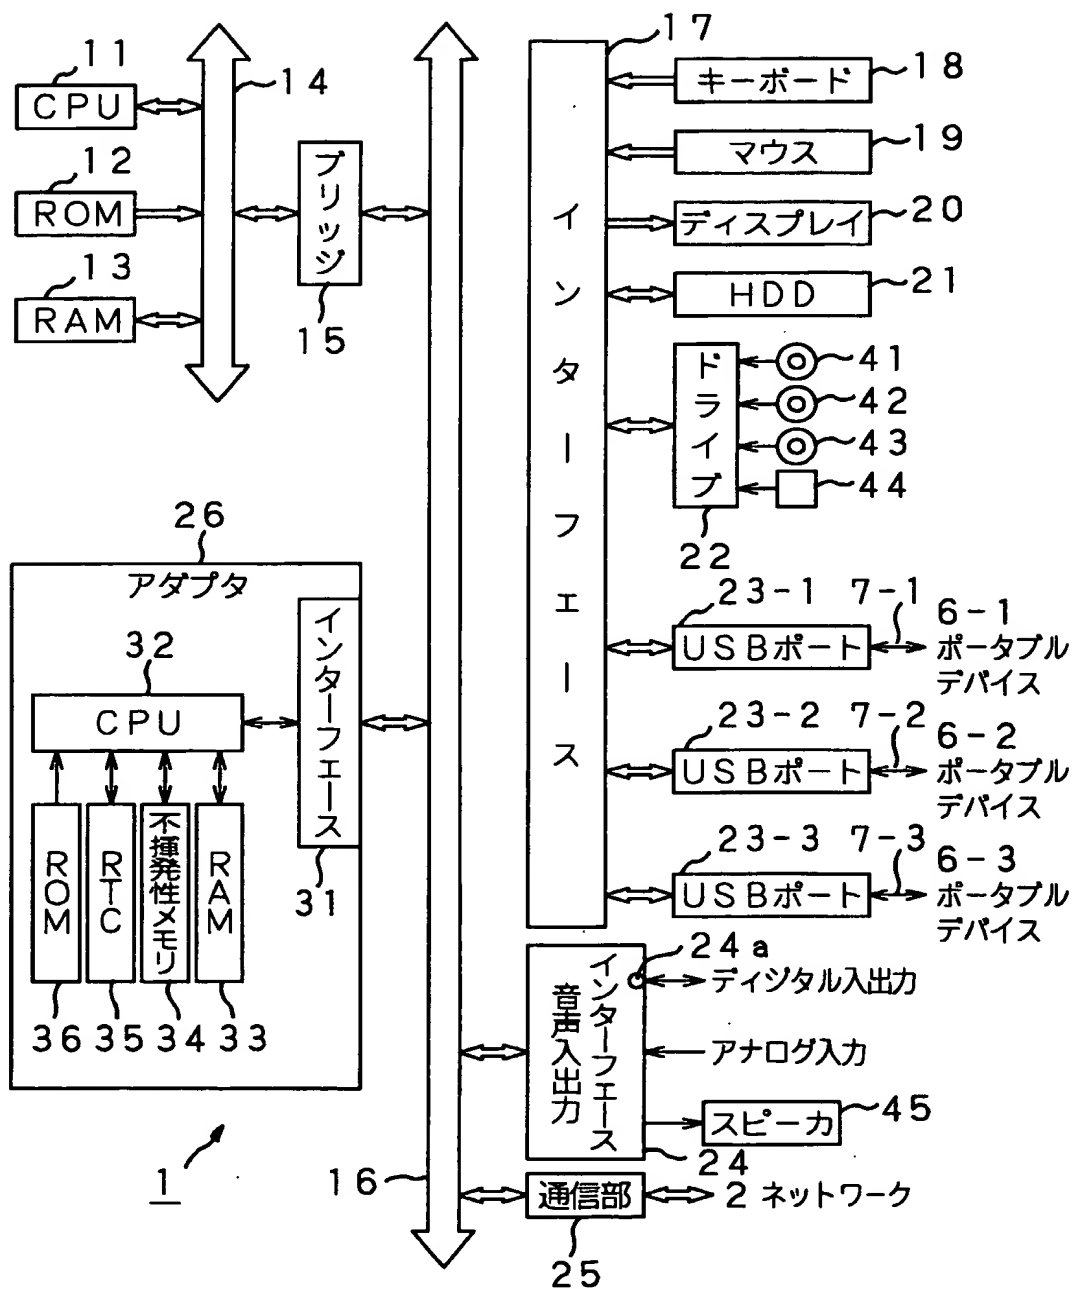 11
CPU
12
ROM
13
RAM
14
ブリッジ
15
17
インターフェース
キーボード
18
マウス
19
ディスプレイ
20
HDD
21
ドライブ
22
41
42
43
44
26
アダプタ
32
CPU
インターフェース
31
ROM
RTC
不揮発性メモリ
RAM
36
35
34
33
23-1
7-1
USBポート
6-1
ポータブル
デバイス
23-2
7-2
USBポート
6-2
ポータブル
デバイス
23-3
7-3
USBポート
6-3
ポータブル
デバイス
音声入出力
インターフェース
24a
ディジタル入出力
アナログ入力
スピーカ
45
24
16
通信部
2 ネットワーク
25
1